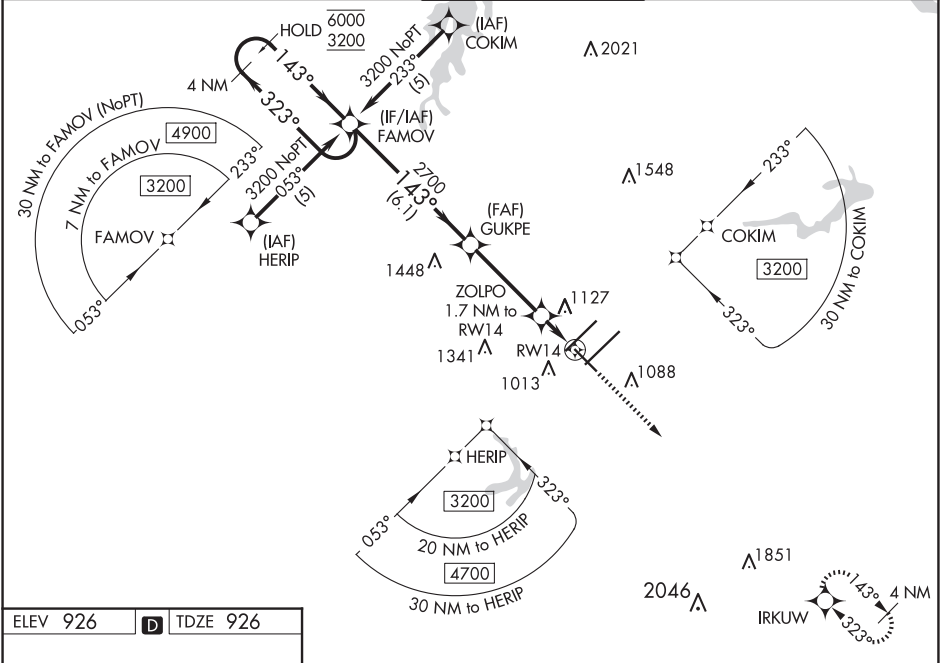 HOLD
6000
3200
(IAF)
COKIM
2021
143°
3200 NoPT
233°
(5)
4 NM
323°
(IF/IAF)
FAMOV
30 NM to FAMOV (NoPT)
4900
7 NM to FAMOV
3200
233°
FAMOV
053°
3200 NoPT
053°
(5)
(IAF)
HERIP
2700
143°
(6.1)
1548
(FAF)
GUKPE
1448
ZOLPO
1.7 NM to
RW14
1127
1341
RW14
1013
1088
233°
COKIM
3200
323°
30 NM to COKIM
HERIP
3200
053°
323°
20 NM to HERIP
4700
30 NM to HERIP
1851
2046
IRKUW
143°
4 NM
323°
ELEV 926 D TDZE 926